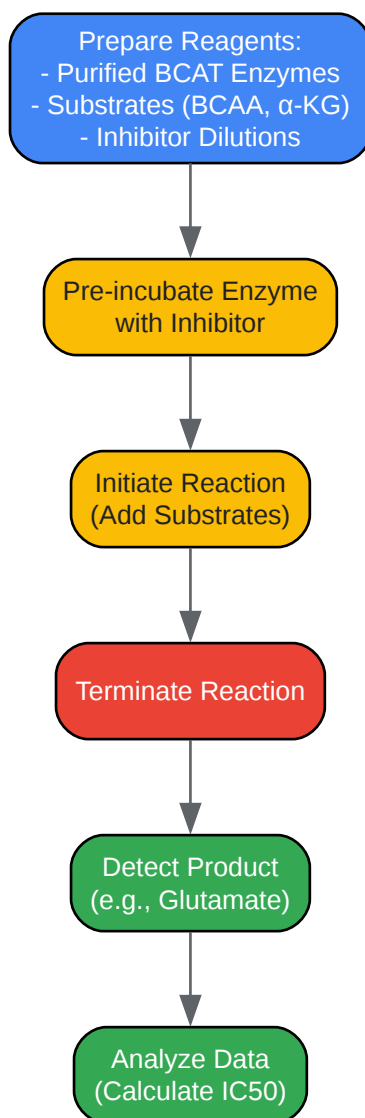 Prepare Reagents:
- Purified BCAT Enzymes
- Substrates (BCAA, α-KG)
- Inhibitor Dilutions
Pre-incubate Enzyme
with Inhibitor
Initiate Reaction
(Add Substrates)
Terminate Reaction
Detect Product
(e.g., Glutamate)
Analyze Data
(Calculate IC50)